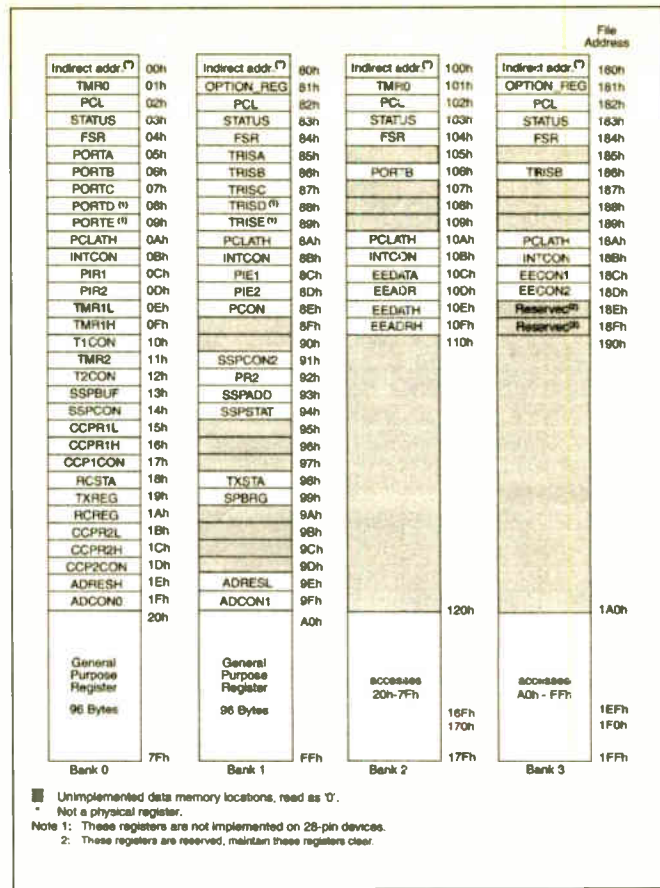 File
Address
Indirect addr.(*) 00h Indirect addr.(*) 80h Indirect addr.(*) 100h Indirect addr.(*) 180h
TMR0 01h OPTION_REG 81h TMR0 101h OPTION_REG 181h
PCL 02h PCL 82h PCL 102h PCL 182h
STATUS 03h STATUS 83h STATUS 103h STATUS 183h
FSR 04h FSR 84h FSR 104h FSR 184h
PORTA 05h TRISA 85h 105h 185h
PORTB 06h TRISB 86h PORTB 106h TRISB 186h
PORTC 07h TRISC 87h 107h 187h
PORTD (1) 08h TRISD (1) 88h 108h 188h
PORTE (1) 09h TRISE (1) 89h 109h 189h
PCLATH 0Ah PCLATH 8Ah PCLATH 10Ah PCLATH 18Ah
INTCON 0Bh INTCON 8Bh INTCON 10Bh INTCON 18Bh
PIR1 0Ch PIE1 8Ch EEDATA 10Ch EECON1 18Ch
PIR2 0Dh PIE2 8Dh EEADR 10Dh EECON2 18Dh
TMR1L 0Eh PCON 8Eh EEDATH 10Eh Reserved(2) 18Eh
TMR1H 0Fh 8Fh EEADRH 10Fh Reserved(2) 18Fh
T1CON 10h 90h 110h 190h
TMR2 11h SSPCON2 91h
T2CON 12h PR2 92h
SSPBUF 13h SSPADD 93h
SSPCON 14h SSPSTAT 94h
CCPR1L 15h 95h
CCPR1H 16h 96h
CCP1CON 17h 97h
RCSTA 18h TXSTA 98h
TXREG 19h SPBRG 99h
RCREG 1Ah 9Ah
CCPR2L 1Bh 9Bh
CCPR2H 1Ch 9Ch
CCP2CON 1Dh 9Dh
ADRESH 1Eh ADRESL 9Eh
ADCON0 1Fh ADCON1 9Fh
20h A0h 120h 1A0h
General General
Purpose Purpose
Register Register
accesses accesses
20h-7Fh A0h - FFh
96 Bytes 96 Bytes
16Fh 1EFh
170h 1F0h
7Fh FFh 17Fh 1FFh
Bank 0 Bank 1 Bank 2 Bank 3
Unimplemented data memory locations, read as '0'.
* Not a physical register.
Note 1: These registers are not implemented on 28-pin devices.
2: These registers are reserved, maintain these registers clear.